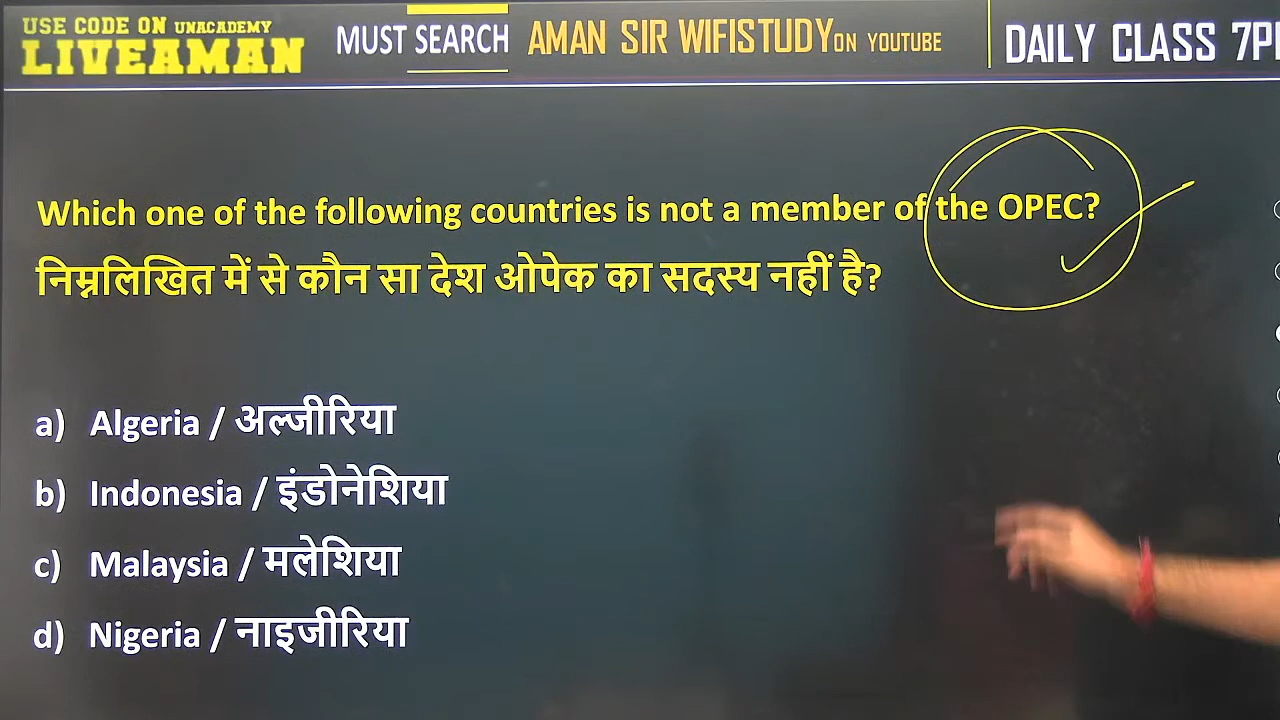 USE CODE ON UNACADEMY
LIVEAMAN
MUST SEARCH AMAN SIR WIFISTUDY ON YOUTUBE
DAILY CLASS
Which one of the following countries is not a member of the OPEC?
निम्नलिखित में से कौन सा देश ओपेक का सदस्य नहीं है?
a) Algeria / अल्जीरिया
b) Indonesia / इंडोनेशिया
c) Malaysia / मलेशिया
d) Nigeria / नाइजीरिया